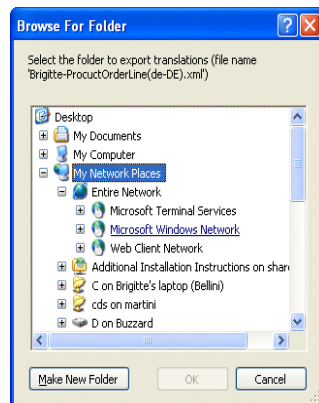 Browse For Folder
Select the folder to export translations (file name
'Brigitte-ProcuctOrderLine(de-DE).xml')
Desktop
My Documents
My Computer
My Network Places
Entire Network
Microsoft Terminal Services
Microsoft Windows Network
Web Client Network
Additional Installation Instructions on shar
C on Brigitte's laptop (Bellini)
cds on martini
D on Buzzard
Make New Folder
OK
Cancel